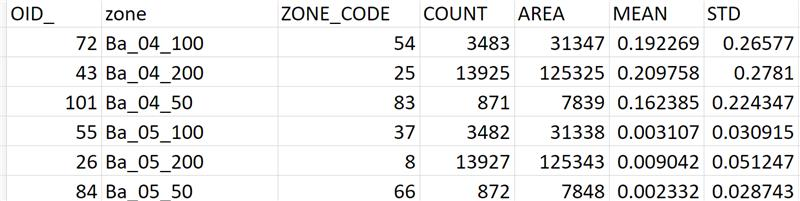 OID_ zone ZONE_CODE COUNT AREA MEAN STD
72 Ba_04_100 54 3483 31347 0.192269 0.26577
43 Ba_04_200 25 13925 125325 0.209758 0.2781
101 Ba_04_50 83 871 7839 0.162385 0.224347
55 Ba_05_100 37 3482 31338 0.003107 0.030915
26 Ba_05_200 8 13927 125343 0.009042 0.051247
84 Ba_05_50 66 872 7848 0.002332 0.028743